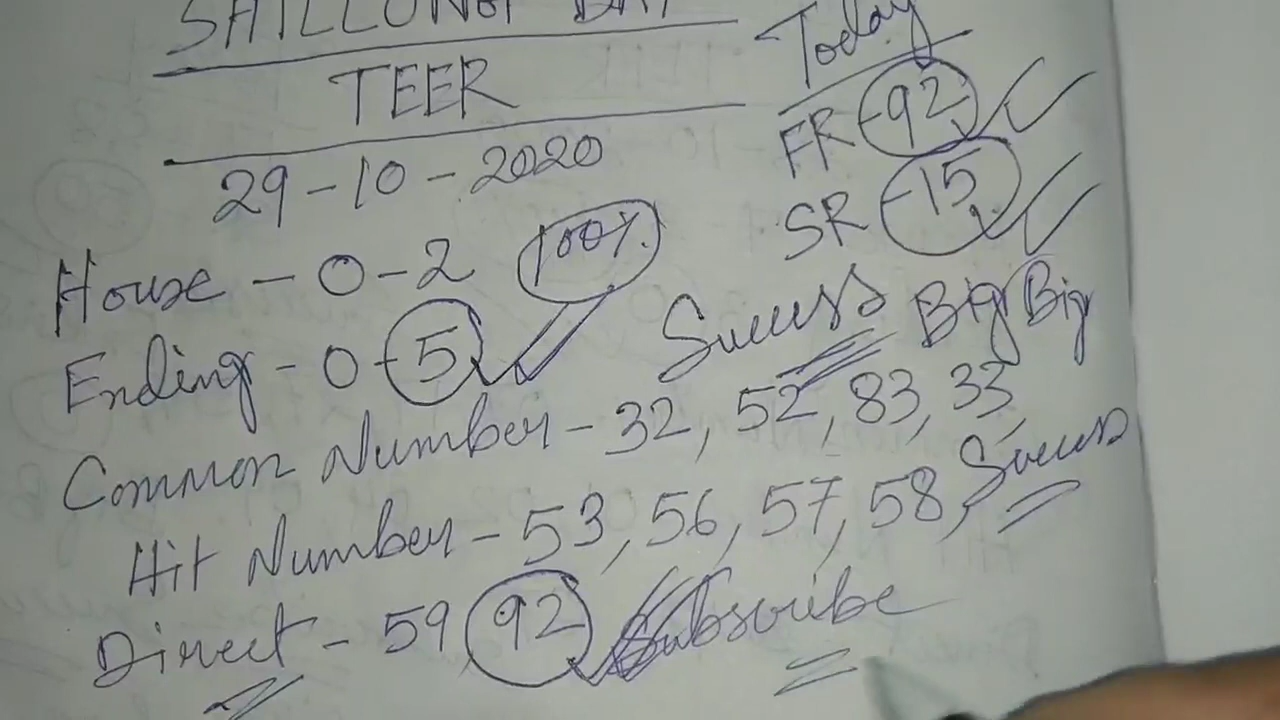 SHILLONG DAY
TEER
29-10-2020
Today
FR-92
SR-15
House - 0-2 100%.
Ending - 0-5
Success Big Big
Common Number - 32, 52, 83, 33,
Hit Number - 53, 56, 57, 58, Success
Direct - 59, 92 Subscribe